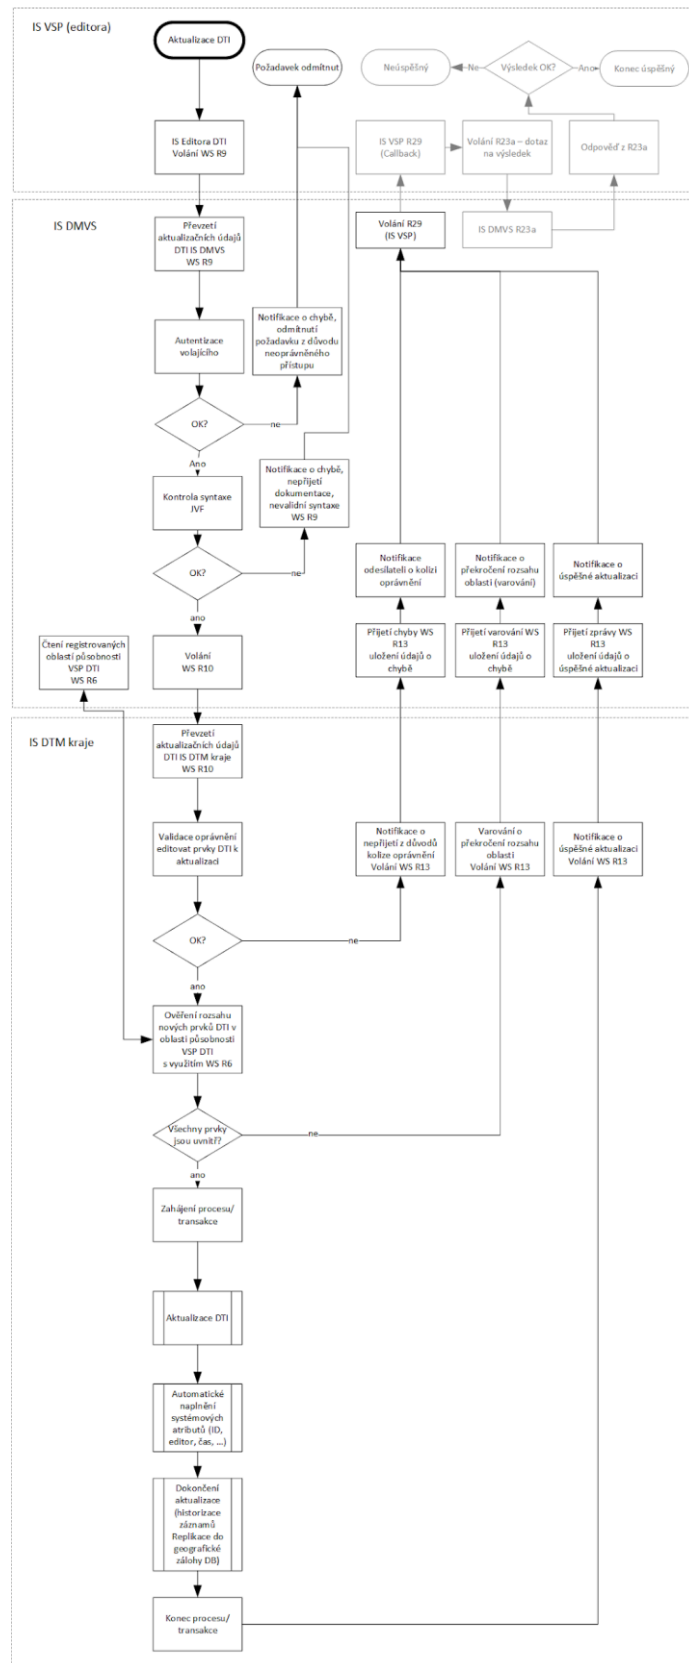 IS VSP (editora)
Aktualizace DTI
Požadavek odmítnut
Neúspěšný
Ne
Výsledek OK?
Ano
Konec úspěšný
IS Editora DTI
Volání WS R9
IS VSP R29
(Callback)
Volání R23a – dotaz
na výsledek
Odpověď z R23a
IS DMVS
Převzetí
aktualizačních údajů
DTI IS DMVS
WS R9
Volání R29
(IS VSP)
IS DMVS R23a
Autentizace
volajícího
Notifikace o chybě,
odmítnutí
požadavku z důvodu
neoprávněného
přístupu
OK?
ne
Ano
Kontrola syntaxe
JVF
Notifikace o chybě,
nepřijetí
dokumentace,
nevalidní syntaxe
WS R9
OK?
ne
ano
Notifikace
odesílateli o kolizi
oprávnění
Notifikace o
překročení rozsahu
oblasti (varování)
Notifikace o
úspěšné aktualizaci
Čtení registrovaných
oblastí působnosti
VSP DTI
WS R6
Volání
WS R10
Přijetí chyby WS
R13
uložení údajů o
chybě
Přijetí varování WS
R13
uložení údajů o
chybě
Přijetí zprávy WS
R13
uložení údajů o
úspěšné aktualizaci
IS DTM kraje
Převzetí
aktualizačních údajů
DTI IS DTM kraje
WS R10
Validace oprávnění
editovat prvky DTI k
aktualizaci
Notifikace o
nepřijetí z důvodů
kolize oprávnění
Volání WS R13
Varování o
překročení rozsahu
oblasti
Volání WS R13
Notifikace o
úspěšné aktualizaci
Volání WS R13
OK?
ne
ano
Ověření rozsahu
nových prvků DTI v
oblasti působnosti
VSP DTI
s využitím WS R6
Všechny prvky
jsou uvnitř?
ne
ano
Zahájení procesu/
transakce
Aktualizace DTI
Automatické
naplnění
systémových
atributů (ID,
editor, čas, ...)
Dokončení
aktualizace
(historizace
záznamů
Replikace do
geografické
zálohy DB)
Konec procesu/
transakce